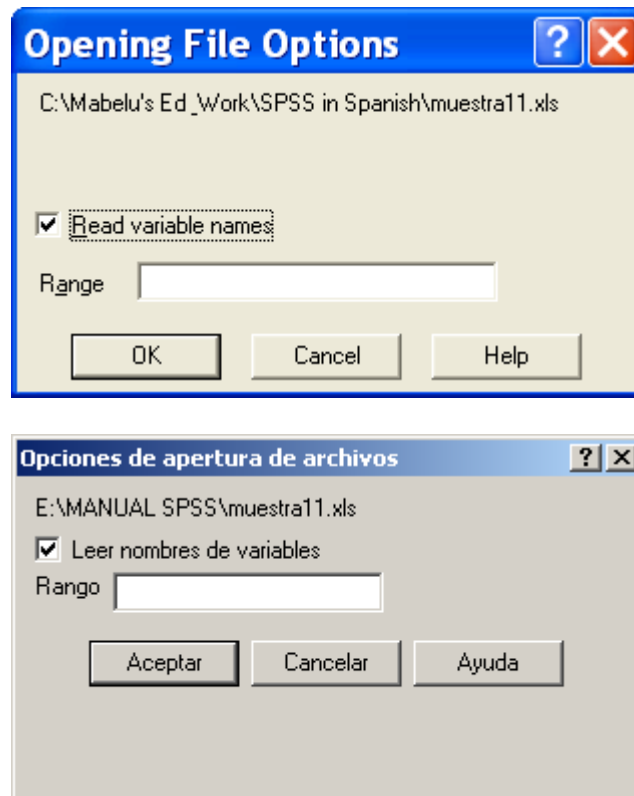 Opening File Options
C:\Mabelu's Ed_Work\SPSS in Spanish\muestra11.xls
Read variable names
Range
OK Cancel Help
Opciones de apertura de archivos
E:\MANUAL SPSS\muestra11.xls
Leer nombres de variables
Rango
Aceptar Cancelar Ayuda